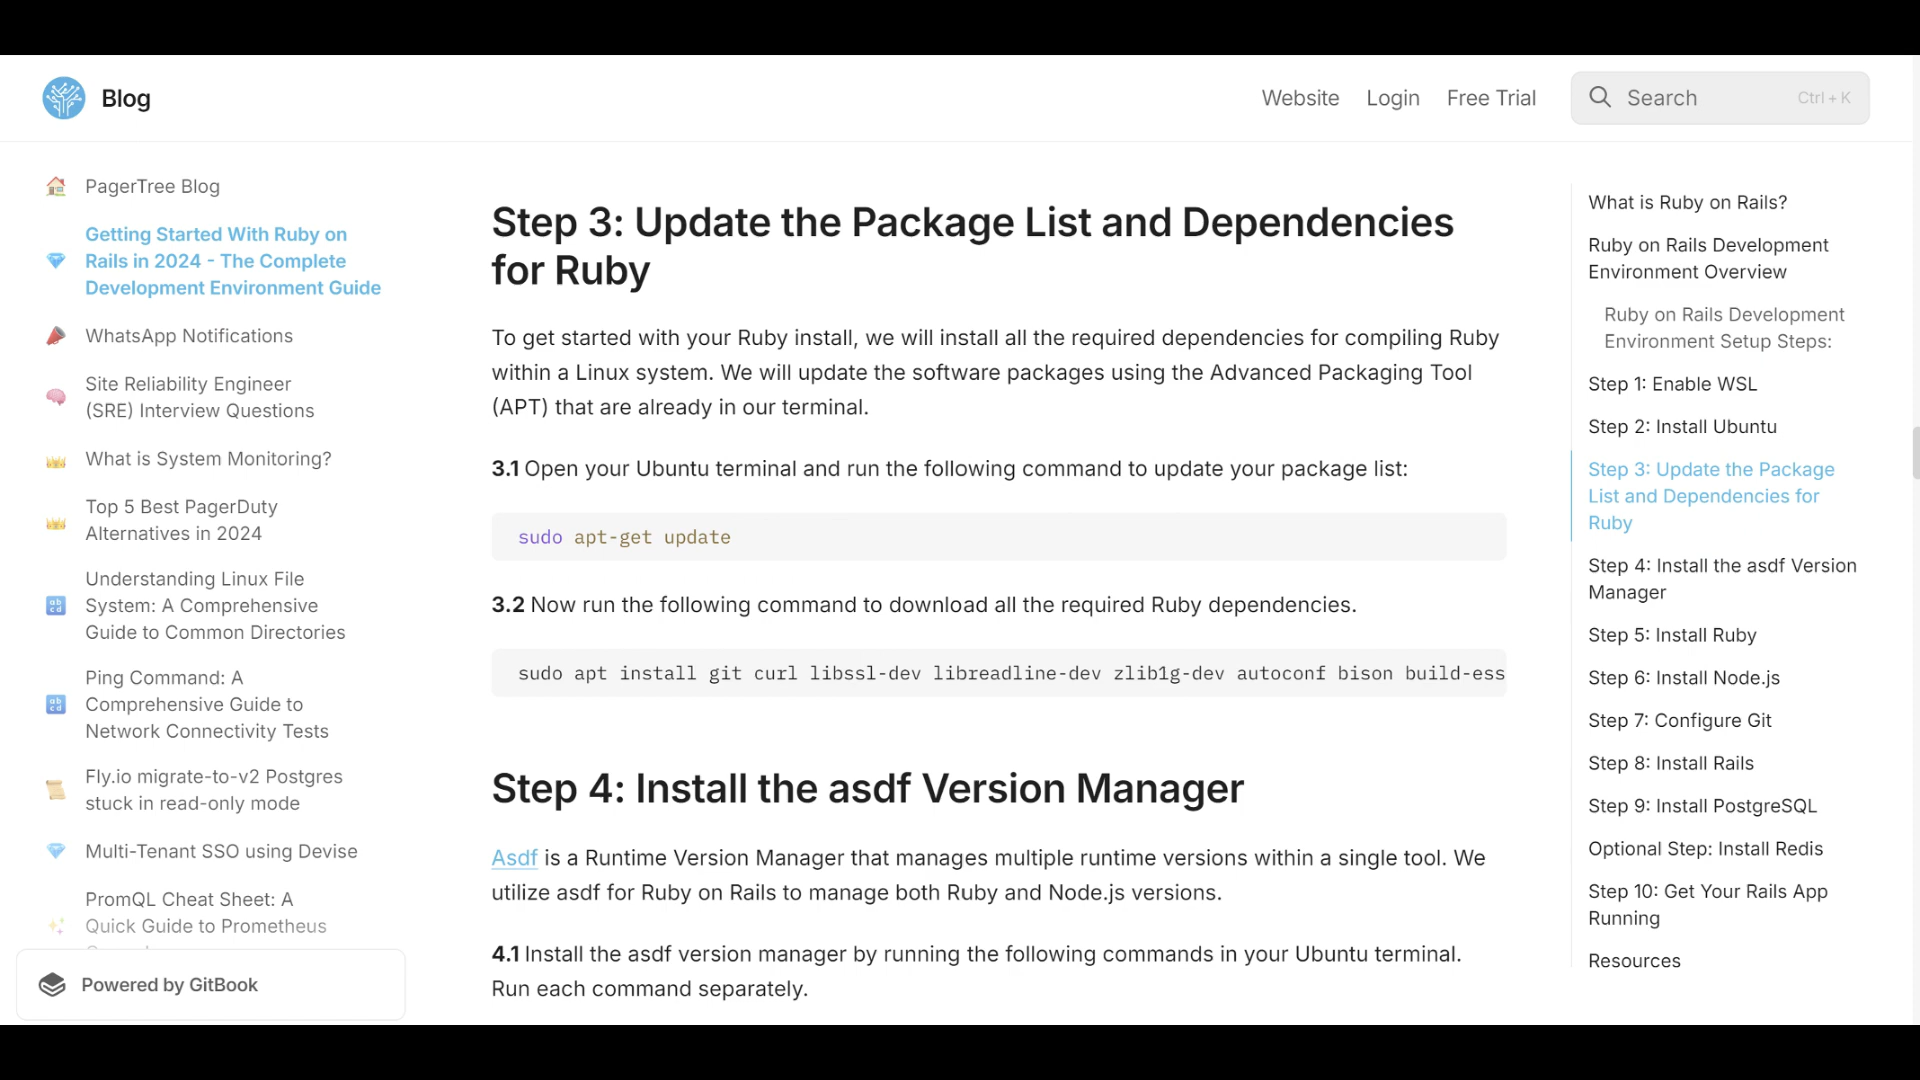 Blog
Website
Login
Free Trial
Search
Ctrl + K
PagerTree Blog
Getting Started With Ruby on
Rails in 2024 - The Complete
Development Environment Guide
WhatsApp Notifications
Site Reliability Engineer
(SRE) Interview Questions
What is System Monitoring?
Top 5 Best PagerDuty
Alternatives in 2024
Understanding Linux File
System: A Comprehensive
Guide to Common Directories
Ping Command: A
Comprehensive Guide to
Network Connectivity Tests
Fly.io migrate-to-v2 Postgres
stuck in read-only mode
Multi-Tenant SSO using Devise
PromQL Cheat Sheet: A
Quick Guide to Prometheus
Powered by GitBook
Step 3: Update the Package List and Dependencies
for Ruby
To get started with your Ruby install, we will install all the required dependencies for compiling Ruby
within a Linux system. We will update the software packages using the Advanced Packaging Tool
(APT) that are already in our terminal.
3.1 Open your Ubuntu terminal and run the following command to update your package list:
sudo apt-get update
3.2 Now run the following command to download all the required Ruby dependencies.
sudo apt install git curl libssl-dev libreadline-dev zlib1g-dev autoconf bison build-ess
Step 4: Install the asdf Version Manager
Asdf is a Runtime Version Manager that manages multiple runtime versions within a single tool. We
utilize asdf for Ruby on Rails to manage both Ruby and Node.js versions.
4.1 Install the asdf version manager by running the following commands in your Ubuntu terminal.
Run each command separately.
What is Ruby on Rails?
Ruby on Rails Development
Environment Overview
Ruby on Rails Development
Environment Setup Steps:
Step 1: Enable WSL
Step 2: Install Ubuntu
Step 3: Update the Package
List and Dependencies for
Ruby
Step 4: Install the asdf Version
Manager
Step 5: Install Ruby
Step 6: Install Node.js
Step 7: Configure Git
Step 8: Install Rails
Step 9: Install PostgreSQL
Optional Step: Install Redis
Step 10: Get Your Rails App
Running
Resources